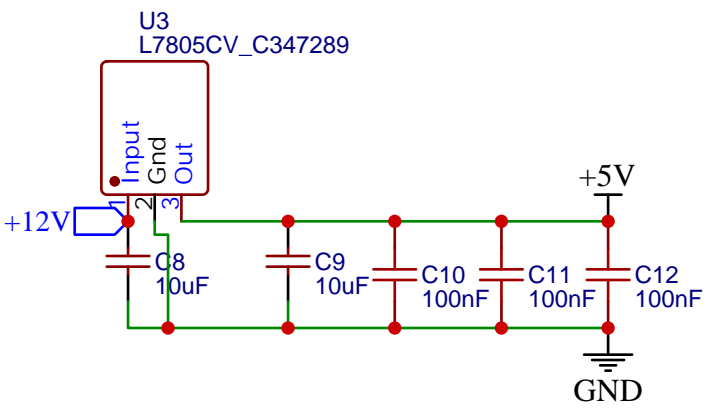 U3
L7805CV_C347289
Input
Gnd
Out
1
2
3
+12V
+5V
C8
10uF
C9
10uF
C10
100nF
C11
100nF
C12
100nF
GND